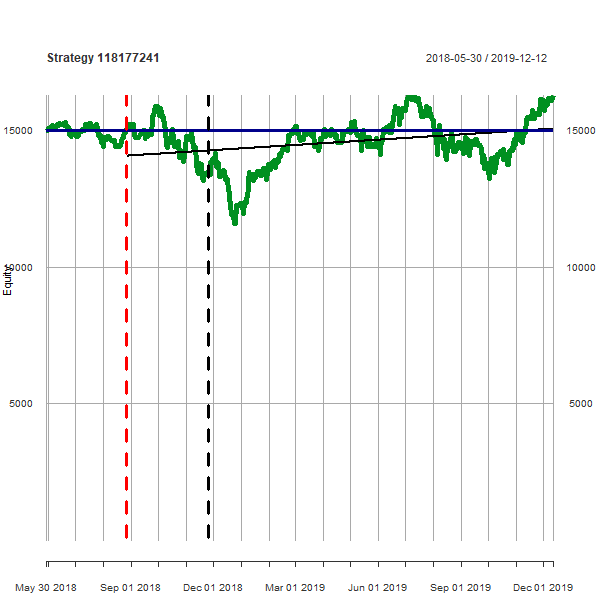 Strategy 118177241
2018-05-30 / 2019-12-12
15000 15000
10000 10000
Equity
5000 5000
May 30 2018 Sep 01 2018 Dec 01 2018 Mar 01 2019 Jun 01 2019 Sep 01 2019 Dec 01 2019